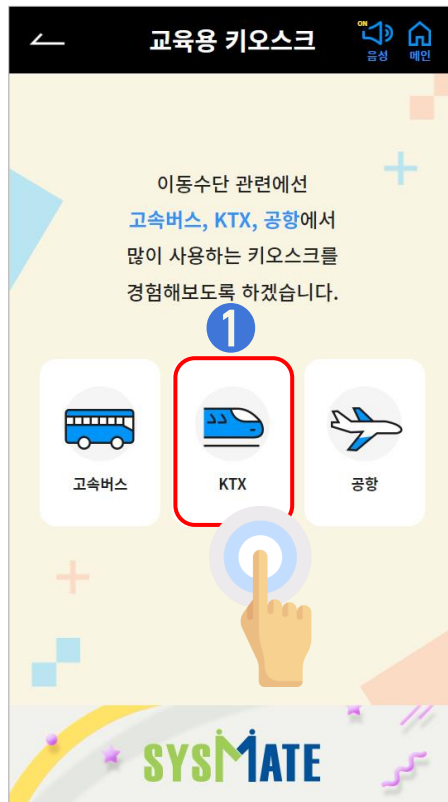 교육용 키오스크
ON
음성
메인
이동수단 관련에선
고속버스, KTX, 공항에서
많이 사용하는 키오스크를
경험해보도록 하겠습니다.
1
고속버스
KTX
공항
SYSMATE